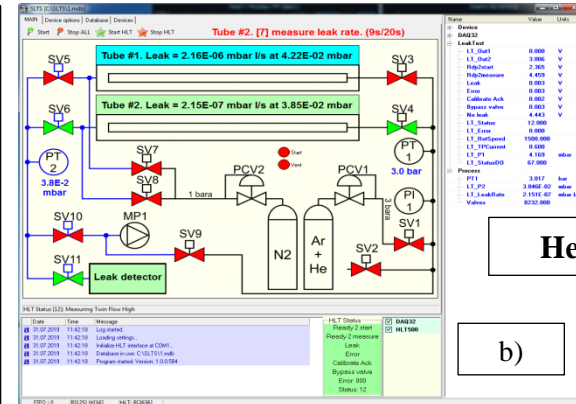 SLTS [C:\SLTS\1.mdb]
MAIN Device options Database Devices
Start Stop ALL Start HLT Stop HLT
Tube #2. [7] measure leak rate. (9s/20s)
Tube #1. Leak = 2.16E-06 mbar l/s at 4.22E-02 mbar
SV5
SV3
Tube #2. Leak = 2.15E-07 mbar l/s at 3.85E-02 mbar
SV6
SV4
SV7
Start
Vent
PT
2
3.8E-2
mbar
SV8
PCV2
PCV1
PT
1
3.0 bar
1 bara
3 bara
PI
1
SV10
MP1
SV9
SV1
SV2
N2
Ar
+
He
SV11
Leak detector
HLT Status [12]: Measuring Twin Flow High
Date Time Message
31.07.2019 11:42:18 Log started.
31.07.2019 11:42:18 Loading settings...
31.07.2019 11:42:18 Initialize HLT interface at COM1...
31.07.2019 11:42:18 Database in use: C:\SLTS\1.mdb
31.07.2019 11:42:18 Program started. Version: 1.0.0.584
HLT Status
Ready 2 start
Ready 2 measure
Leak
Error
Calibrate Ack
Bypass valve
Error: 000
Status: 12
DAQ32
HLT560
FIFO : 0
Name Value Units
Device
DAQ-32
LeakTest
LT_Out1 0.000 V
LT_Out2 3.006 V
Rdy2start 2.365 V
Rdy2measure 4.459 V
Leak 0.003 V
Error 0.003 V
Calibrate Ack 0.002 V
Bypass valve 0.003 V
No leak 4.443 V
LT_Status 12.000
LT_Error 0.000
LT_RotSpeed 1500.000
LT_TPCurrent 0.600
LT_P1 4.169 mbar
LT_StatusDO 67.000
Process
PT1 3.017 bar
LT_P2 3.846E-02 mbar
LT_LeakRate 2.151E-07 mbar l
Valves 8232.000
He
b)